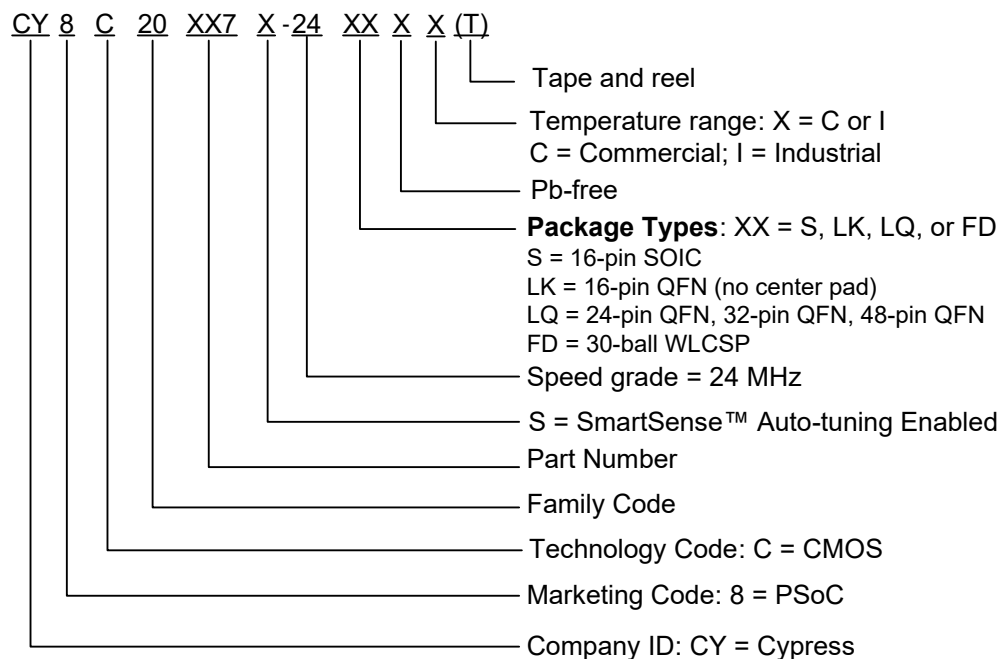 CY 8 C 20 XX7 X -24 XX X X (T)
Tape and reel
Temperature range: X = C or I
C = Commercial; I = Industrial
Pb-free
Package Types: XX = S, LK, LQ, or FD
S = 16-pin SOIC
LK = 16-pin QFN (no center pad)
LQ = 24-pin QFN, 32-pin QFN, 48-pin QFN
FD = 30-ball WLCSP
Speed grade = 24 MHz
S = SmartSense™ Auto-tuning Enabled
Part Number
Family Code
Technology Code: C = CMOS
Marketing Code: 8 = PSoC
Company ID: CY = Cypress